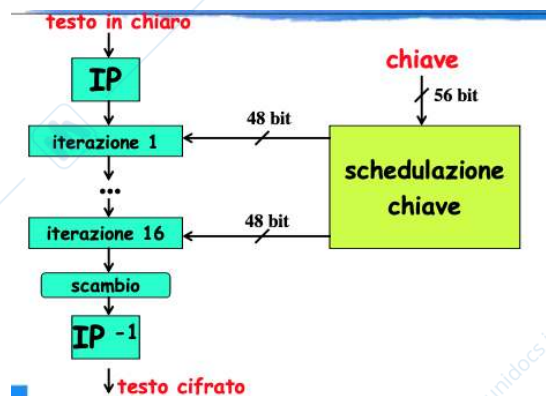 testo in chiaro
IP
chiave
56 bit
48 bit
iterazione 1
schedulazione
chiave
...
48 bit
iterazione 16
scambio
IP -1
testo cifrato
unidocs.i